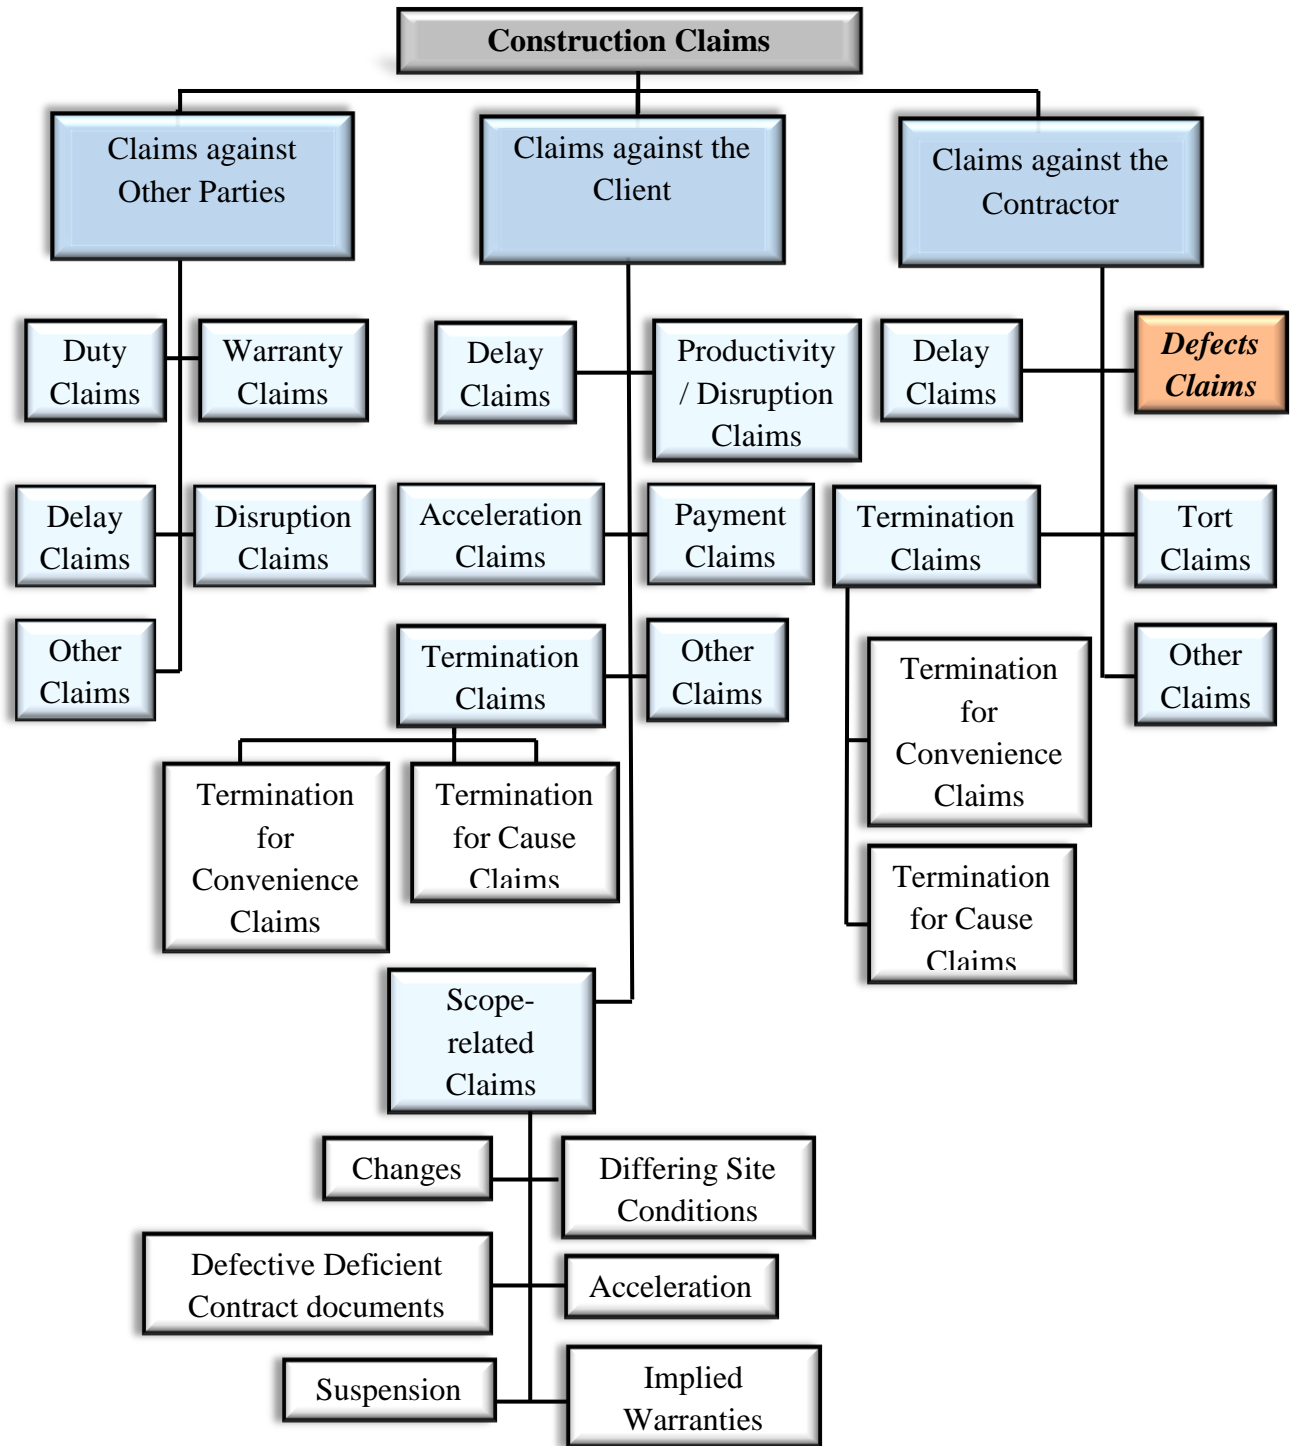 Construction Claims
Claims against
Other Parties
Claims against the
Client
Claims against the
Contractor
Duty
Claims
Warranty
Claims
Delay
Claims
Productivity
/ Disruption
Claims
Delay
Claims
Defects
Claims
Delay
Claims
Disruption
Claims
Acceleration
Claims
Payment
Claims
Termination
Claims
Tort
Claims
Other
Claims
Termination
Claims
Other
Claims
Termination
for
Convenience
Claims
Other
Claims
Termination
for
Convenience
Claims
Termination
for Cause
Claims
Termination
for Cause
Claims
Scope-
related
Claims
Changes
Differing Site
Conditions
Defective Deficient
Contract documents
Acceleration
Suspension
Implied
Warranties